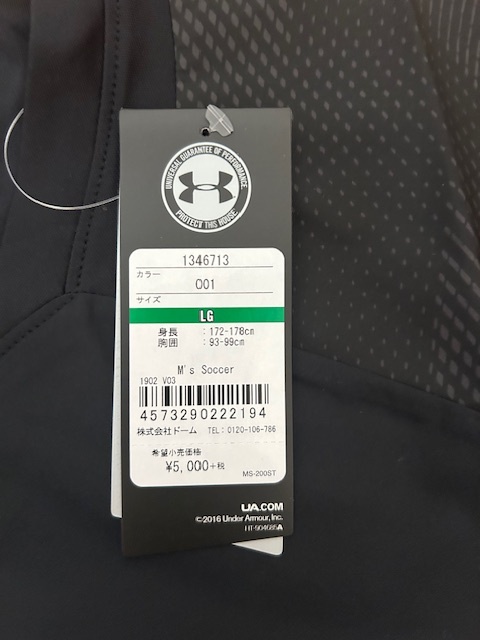 UNIVERSAL GUARANTEE OF PERFORMANCE
PROTECT THIS HOUSE
1346713
カラー
001
サイズ
LG
身長 :172-178cm
胸囲 :93-99cm
M's Soccer
1902 V03
4573290222194
株式会社ドーム TEL:0120-106-786
希望小売価格
¥5,000+税
MS-200ST
UA.COM
©2016 Under Armour, Inc.
HT-90468SA